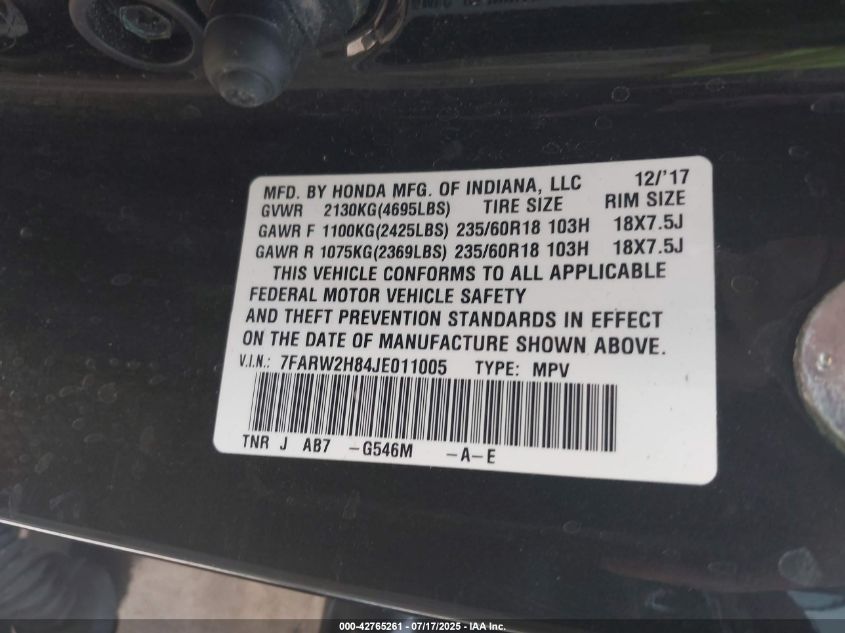 MFD. BY HONDA MFG. OF INDIANA, LLC 12/'17
GVWR 2130KG(4695LBS) TIRE SIZE RIM SIZE
GAWR F 1100KG(2425LBS) 235/60R18 103H 18X7.5J
GAWR R 1075KG(2369LBS) 235/60R18 103H 18X7.5J
THIS VEHICLE CONFORMS TO ALL APPLICABLE
FEDERAL MOTOR VEHICLE SAFETY
AND THEFT PREVENTION STANDARDS IN EFFECT
ON THE DATE OF MANUFACTURE SHOWN ABOVE.
V.I.N.: 7FARW2H84JE011005 TYPE: MPV
TNR J AB7 -G546M -A-E
000-42765261 - 07/17/2025 - IAA Inc.